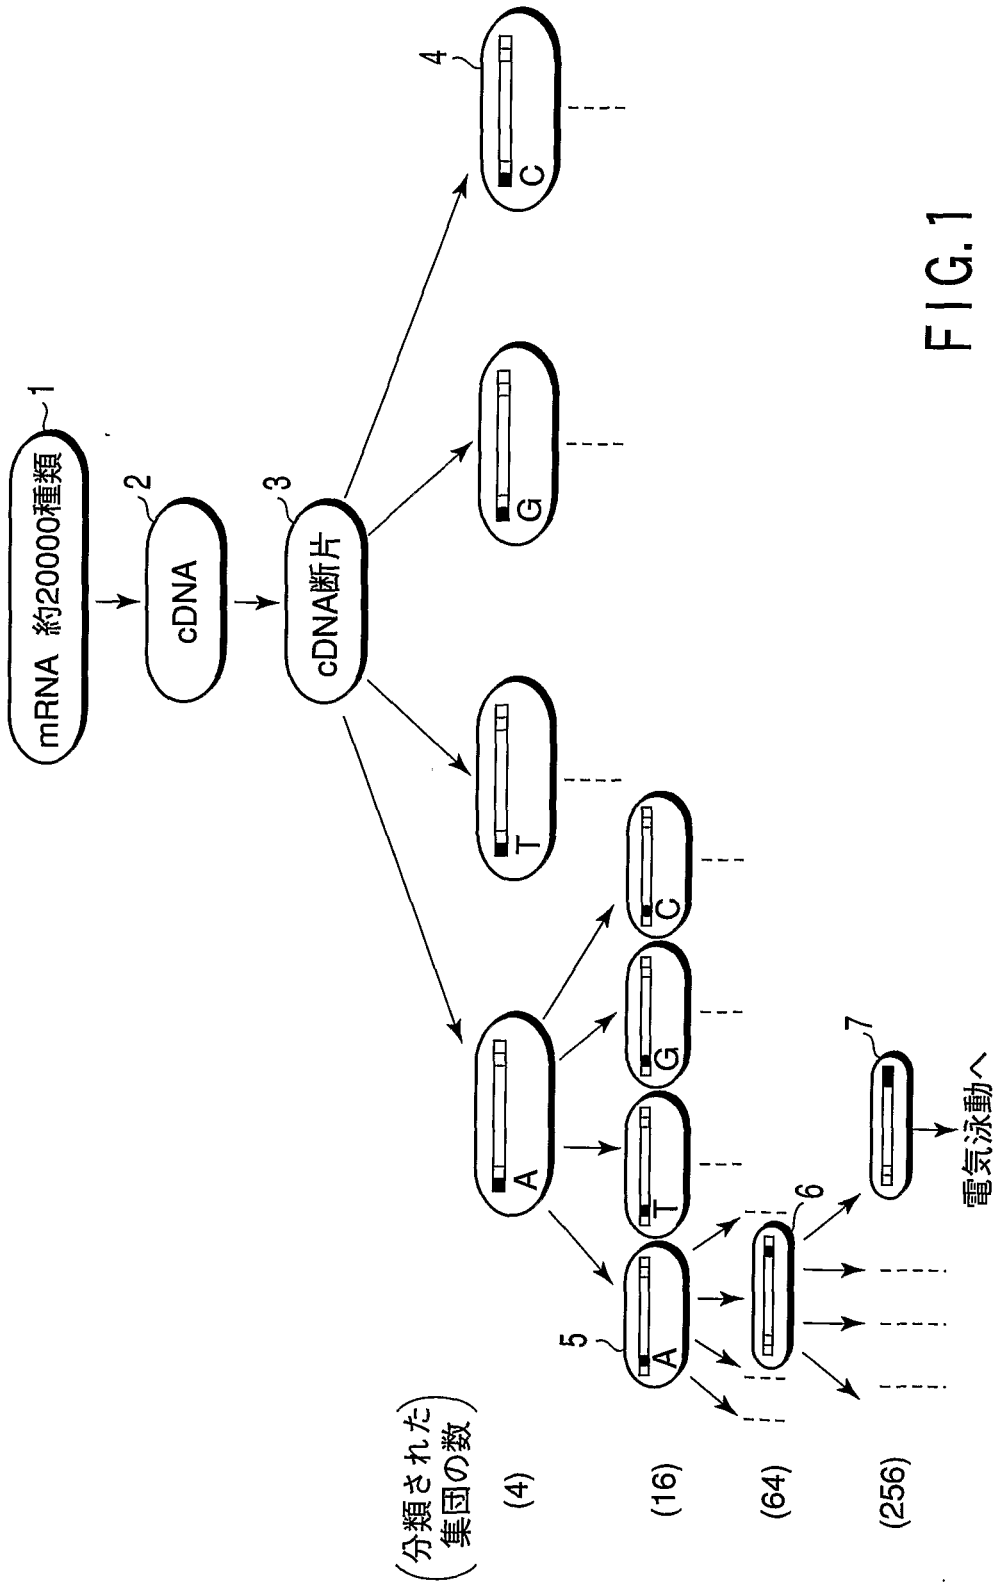 mRNA 約20000種類
1
cDNA
2
cDNA断片
3
(分類された
集団の数)
(4)
A
T
G
C
4
(16)
5
A
T
G
C
(64)
6
(256)
7
電気泳動へ
FIG. 1